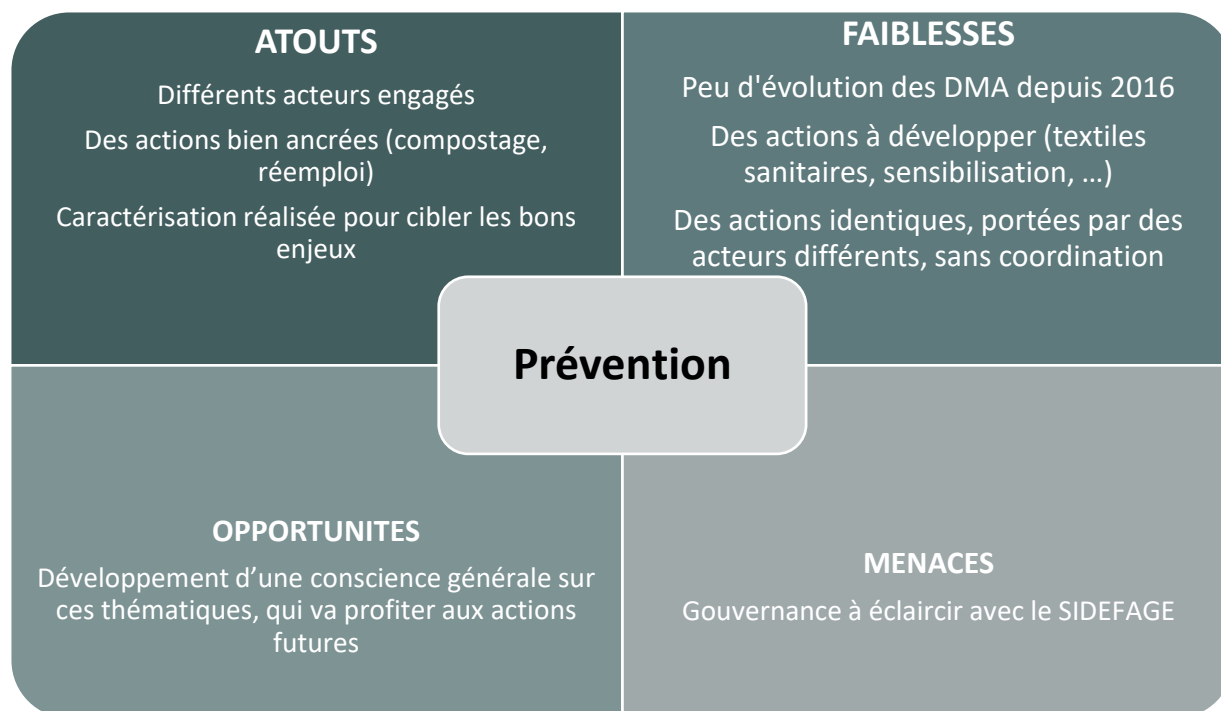 ATOUTS
Différents acteurs engagés
Des actions bien ancrées (compostage,
réemploi)
Caractérisation réalisée pour cibler les bons
enjeux
FAIBLESSES
Peu d'évolution des DMA depuis 2016
Des actions à développer (textiles
sanitaires, sensibilisation, ...)
Des actions identiques, portées par des
acteurs différents, sans coordination
Prévention
OPPORTUNITES
Développement d’une conscience générale sur
ces thématiques, qui va profiter aux actions
futures
MENACES
Gouvernance à éclaircir avec le SIDEFAGE